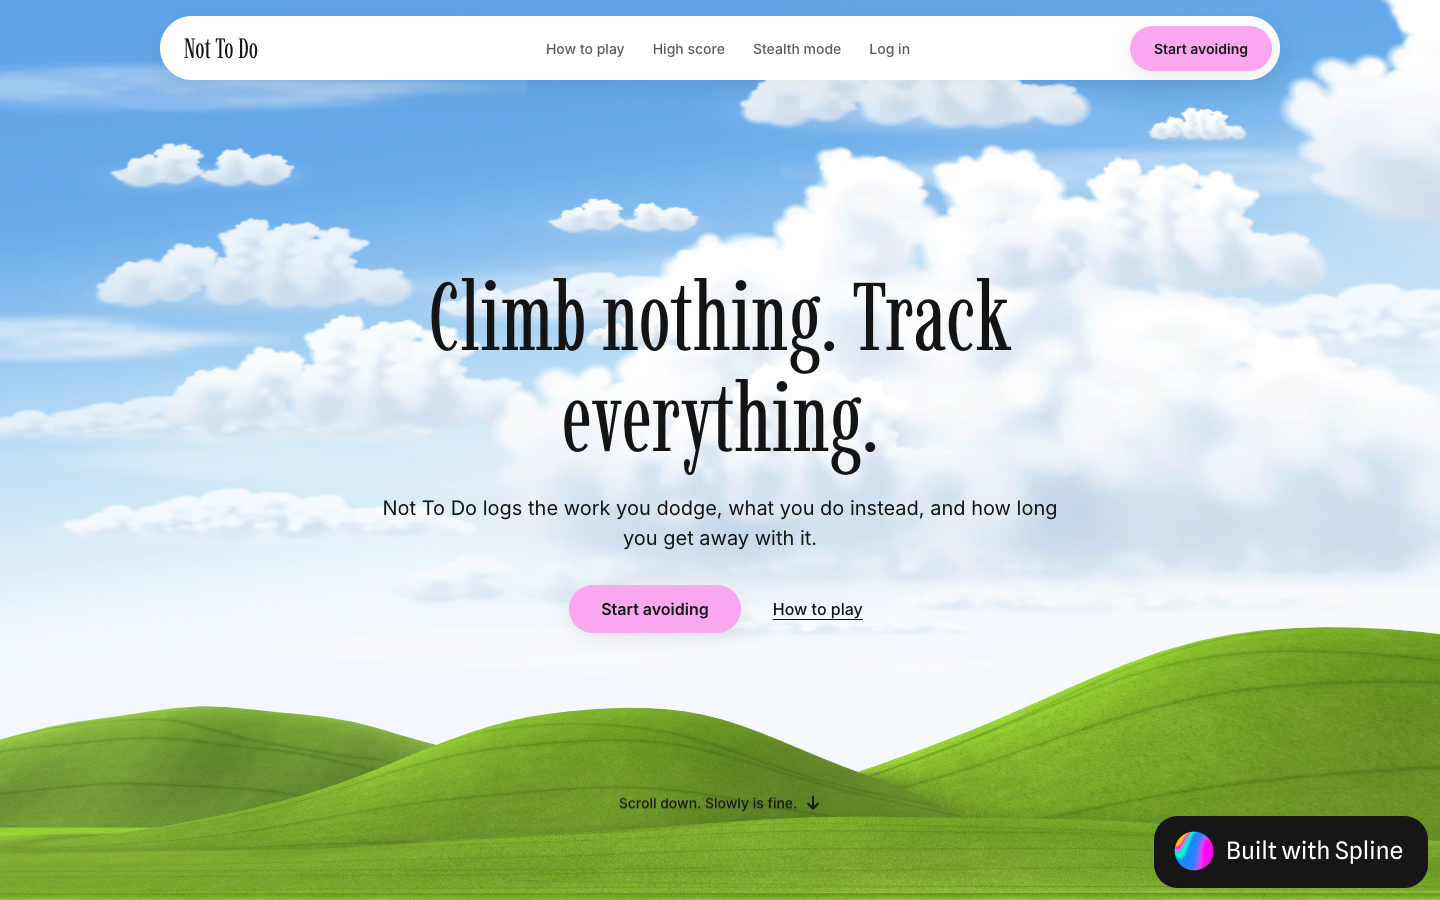 Not To Do
How to play
High score
Stealth mode
Log in
Start avoiding
Climb nothing. Track
everything.
Not To Do logs the work you dodge, what you do instead, and how long
you get away with it.
Start avoiding
How to play
Scroll down. Slowly is fine.
Built with Spline